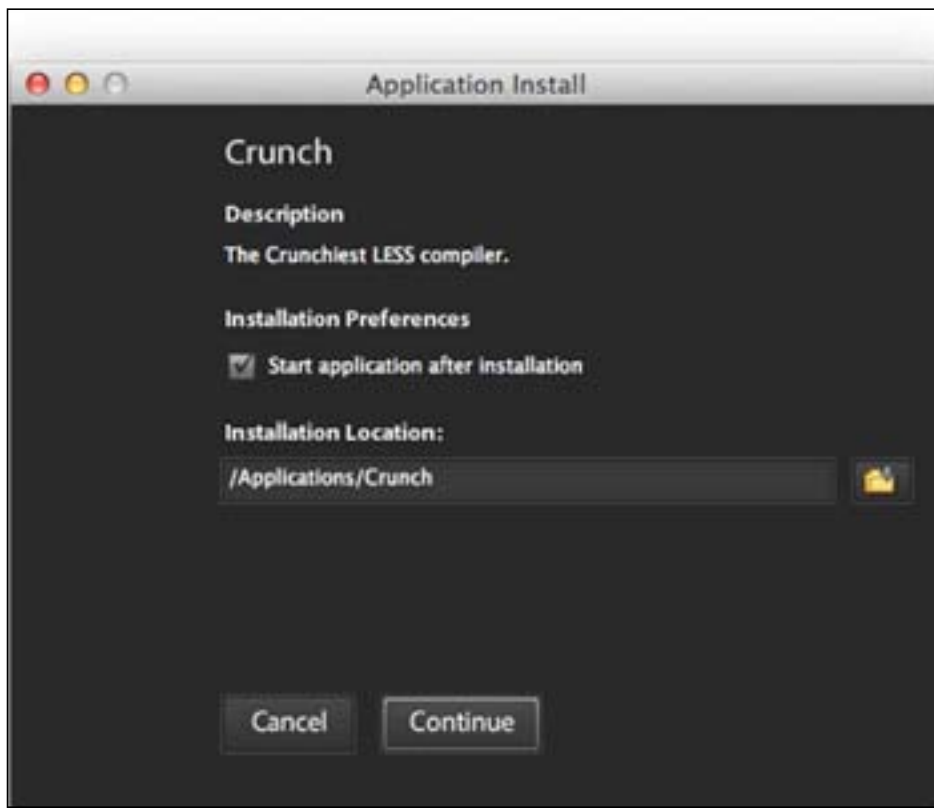 Application Install
Crunch
Description
The Crunchiest LESS compiler.
Installation Preferences
Start application after installation
Installation Location:
/Applications/Crunch
Cancel
Continue